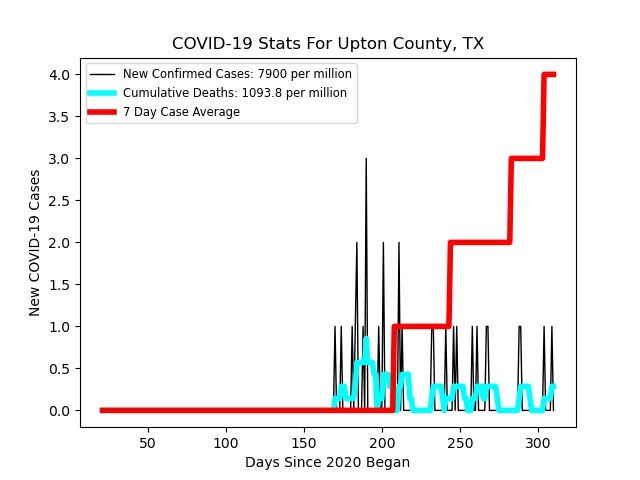 COVID-19 Stats For Upton County, TX
New Confirmed Cases: 7900 per million
Cumulative Deaths: 1093.8 per million
7 Day Case Average
New COVID-19 Cases
4.0
3.5
3.0
2.5
2.0
1.5
1.0
0.5
0.0
50 100 150 200 250 300
Days Since 2020 Began